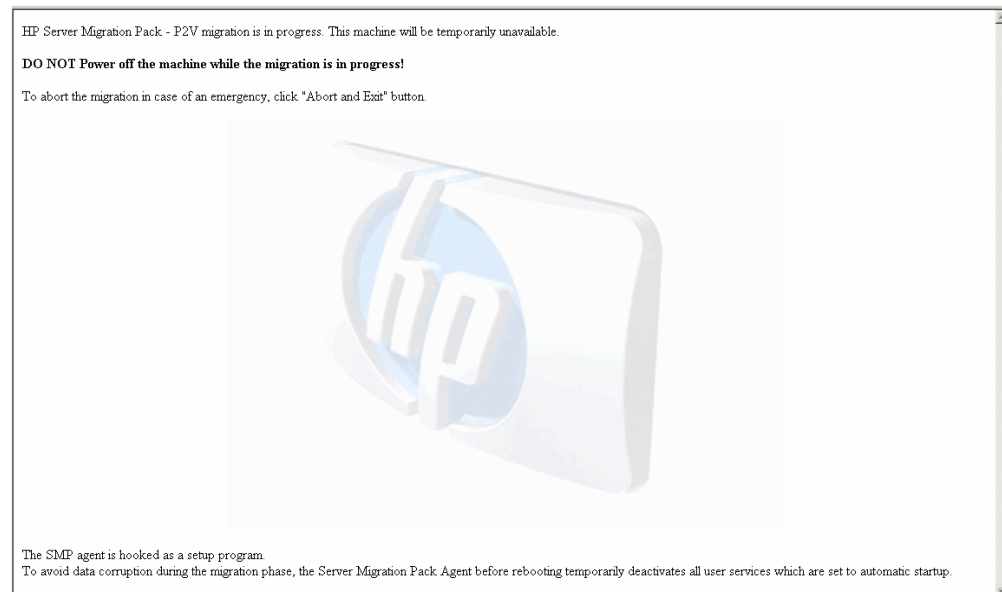 HP Server Migration Pack - P2V migration is in progress. This machine will be temporarily unavailable.
DO NOT Power off the machine while the migration is in progress!
To abort the migration in case of an emergency, click "Abort and Exit" button.
hp
The SMP agent is hooked as a setup program.
To avoid data corruption during the migration phase, the Server Migration Pack Agent before rebooting temporarily deactivates all user services which are set to automatic startup.